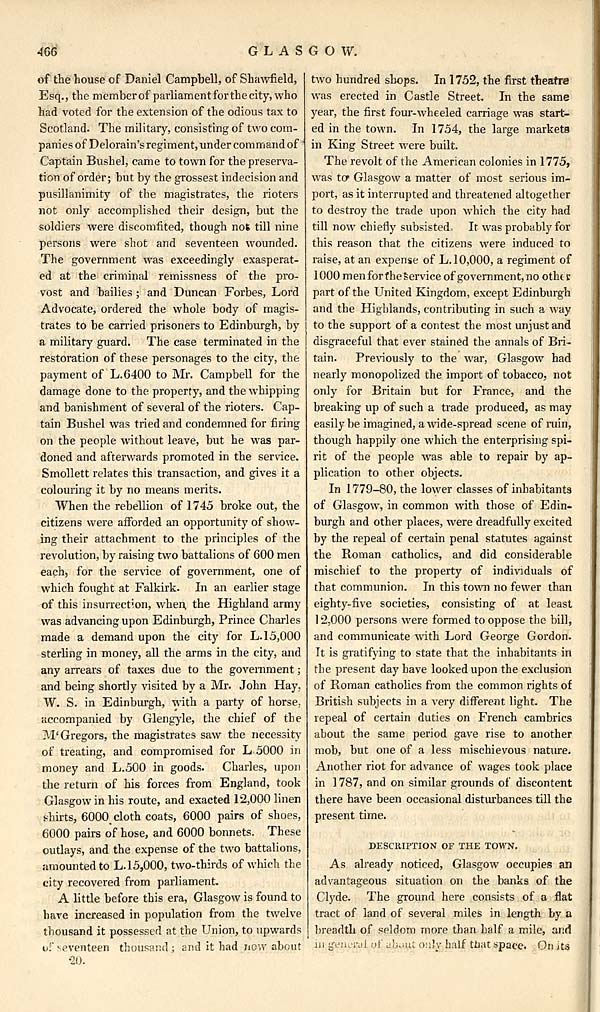 466
GLASGOW.
of the house of Daniel Campbell, of Shawfield,
Esq., the member of parliament for the city, who
had voted for the extension of the odious tax to
Scotland. The military, consisting of two com-
panies of Delorain's regiment, under command of
Captain Bushel, came to town for the preserva-
tion of order; but by the grossest indecision and
pusillanimity of the magistrates, the rioters
not only accomplished their design, but the
soldiers were discomfited, though not till nine
persons were shot and seventeen wounded.
The government was exceedingly exasperat-
ed at the criminal remissness of the pro-
vost and bailies; and Duncan Forbes, Lord
Advocate, ordered the whole body of magis-
trates to be carried prisoners to Edinburgh, by
a military guard. The case terminated in the
restoration of these personages to the city, the
payment of L.6400 to Mr. Campbell for the
damage done to the property, and the whipping
and banishment of several of the rioters. Cap-
tain Bushel was tried and condemned for firing
on the people without leave, but he was par-
doned and afterwards promoted in the service.
Smollett relates this transaction, and gives it a
colouring it by no means merits.
When the rebellion of 1745 broke out, the
citizens were afforded an opportunity of show-
ing their attachment to the principles of the
revolution, by raising two battalions of 600 men
each, for the service of government, one of
which fought at Falkirk. In an earlier stage
of this insurrection, when, the Highland army
was advancing upon Edinburgh, Prince Charles
made a demand upon the city for L.15,000
sterling in money, all the arms in the city, and
any arrears of taxes due to the government;
and being shortly visited by a Mr. John Hay,
W. S. in Edinburgh, with a party of horse,
accompanied by Glengyle, the chief of the
M'Gregors, the magistrates saw the necessity
of treating, and compromised for L.5000 in
money and L.500 in goods. Charles, upon
the return of his forces from England, took
Glasgow in his route, and exacted 12,000 linen
shirts, 6000 cloth coats, 6000 pairs of shoes,
6000 pairs of hose, and 6000 bonnets. These
outlays, and the expense of the two battalions,
amounted to L.15,000, two-thirds of which the
city recovered from parliament.
A little before this era, Glasgow is found to
have increased in population from the twelve
thousand it possessed at the Union, to upwards
of seventeen thousand; and it had now about
20.
two hundred shops. In 1752, the first theatre
was erected in Castle Street. In the same
year, the first four-wheeled carriage was start-
ed in the town. In 1754, the large markets
in King Street were built.
The revolt of the American colonies in 1775,
was to Glasgow a matter of most serious im-
port, as it interrupted and threatened altogether
to destroy the trade upon which the city had
till now chiefly subsisted. It was probably for
this reason that the citizens were induced to
raise, at an expense of L.10,000, a regiment of
1000 men for the service of government, no other
part of the United Kingdom, except Edinburgh
and the Highlands, contributing in such a way
to the support of a contest the most unjust and
disgraceful that ever stained the annals of Bri-
tain. Previously to the war, Glasgow had
nearly monopolized the import of tobacco, not
only for Britain but for France, and the
breaking up of such a trade produced, as may
easily be imagined, a wide-spread scene of ruin,
though happily one which the enterprising spi-
rit of the people was able to repair by ap-
plication to other objects.
In 1779-80, the lower classes of inhabitants
of Glasgow, in common with those of Edin-
burgh and other places, were dreadfully excited
by the repeal of certain penal statutes against
the Roman catholics, and did considerable
mischief to the property of individuals of
that communion. In this town no fewer than
eighty-five societies, consisting of at least
12,000 persons were formed to oppose the bill,
and communicate with Lord George Gordon.
It is gratifying to state that the inhabitants in
the present day have looked upon the exclusion
of Roman catholics from the common rights of
British subjects in a very different light. The
repeal of certain duties on French cambrics
about the same period gave rise to another
mob, but one of a less mischievous nature.
Another riot for advance of wages took place
in 1787, and on similar grounds of discontent
there have been occasional disturbances till the
present time.
DESCRIPTION OF THE TOWN.
As already noticed, Glasgow occupies an
advantageous situation on the banks of the
Clyde. The ground here consists of a flat
tract of land of several miles in length by a
breadth of seldom more than half a mile, and
in general of about only half that space. On its